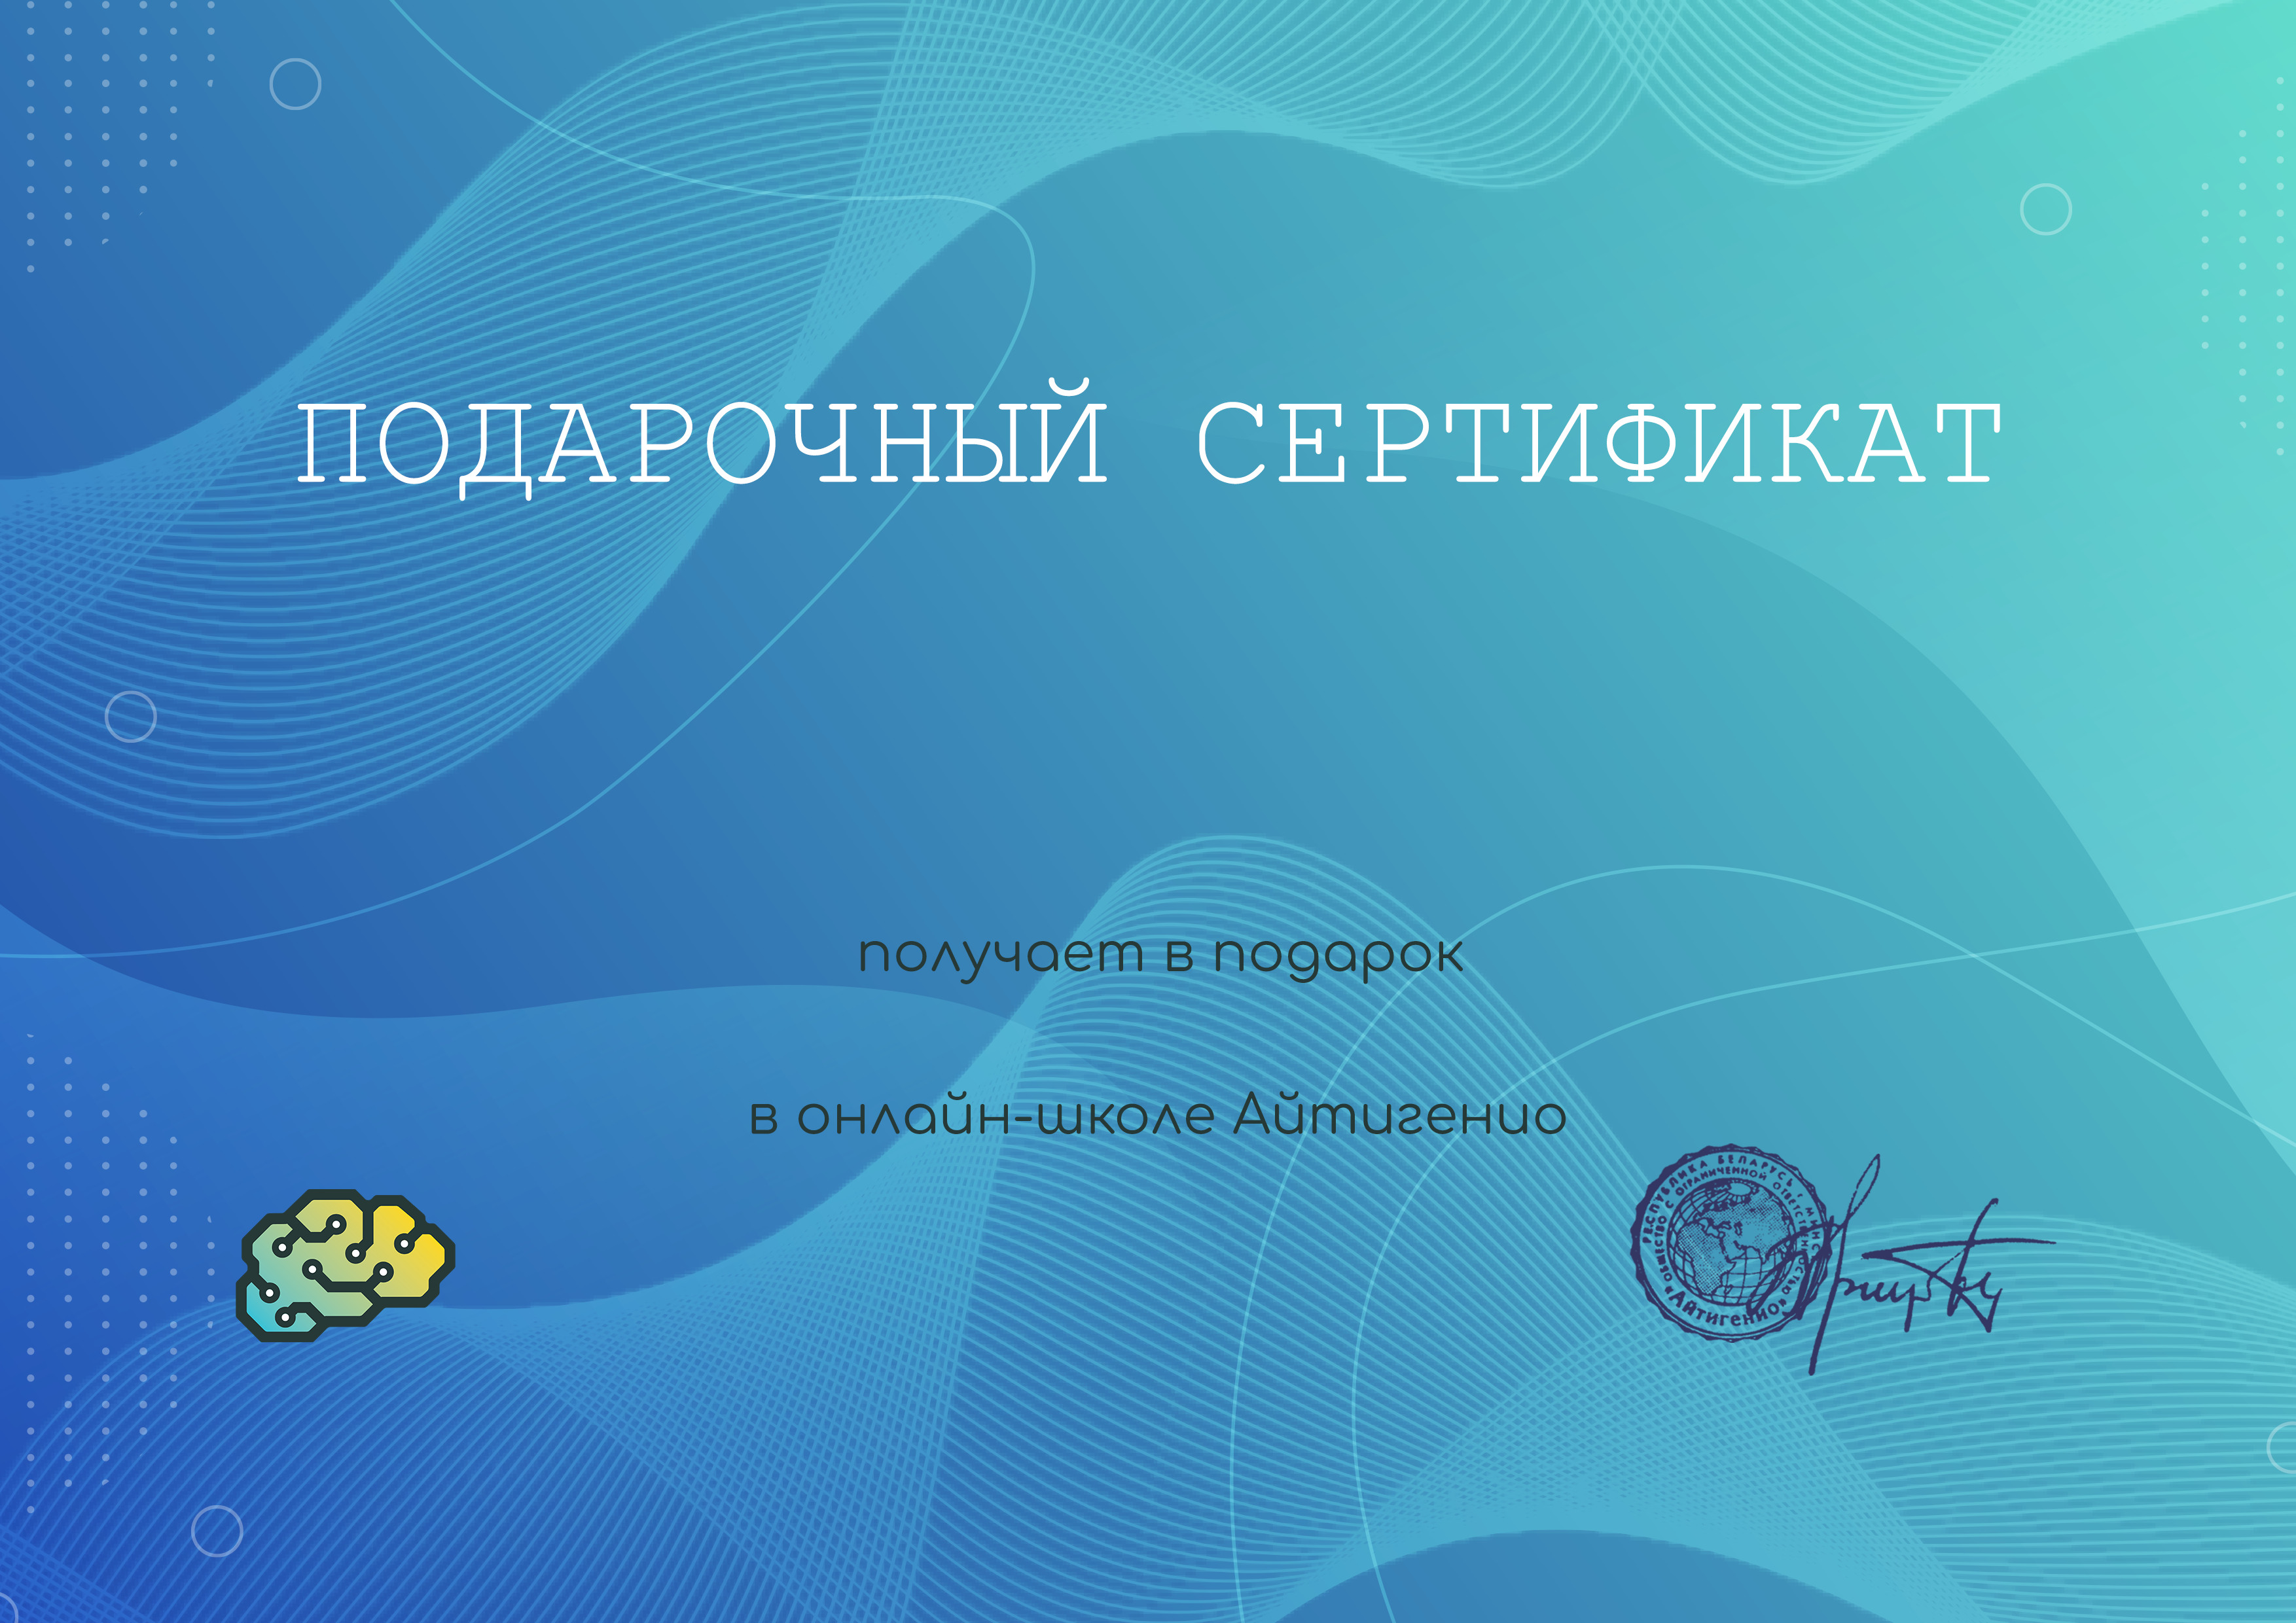 ПОДАРОЧНЫЙ СЕРТИФИКАТ
получает в подарок
в онлайн-школе Айтигенио
РЕСПУБЛИКА БЕЛАРУСЬ г. МИНСК
ОБЩЕСТВО С ОГРАНИЧЕННОЙ ОТВЕТСТВЕННОСТЬЮ
«Айтигенио»